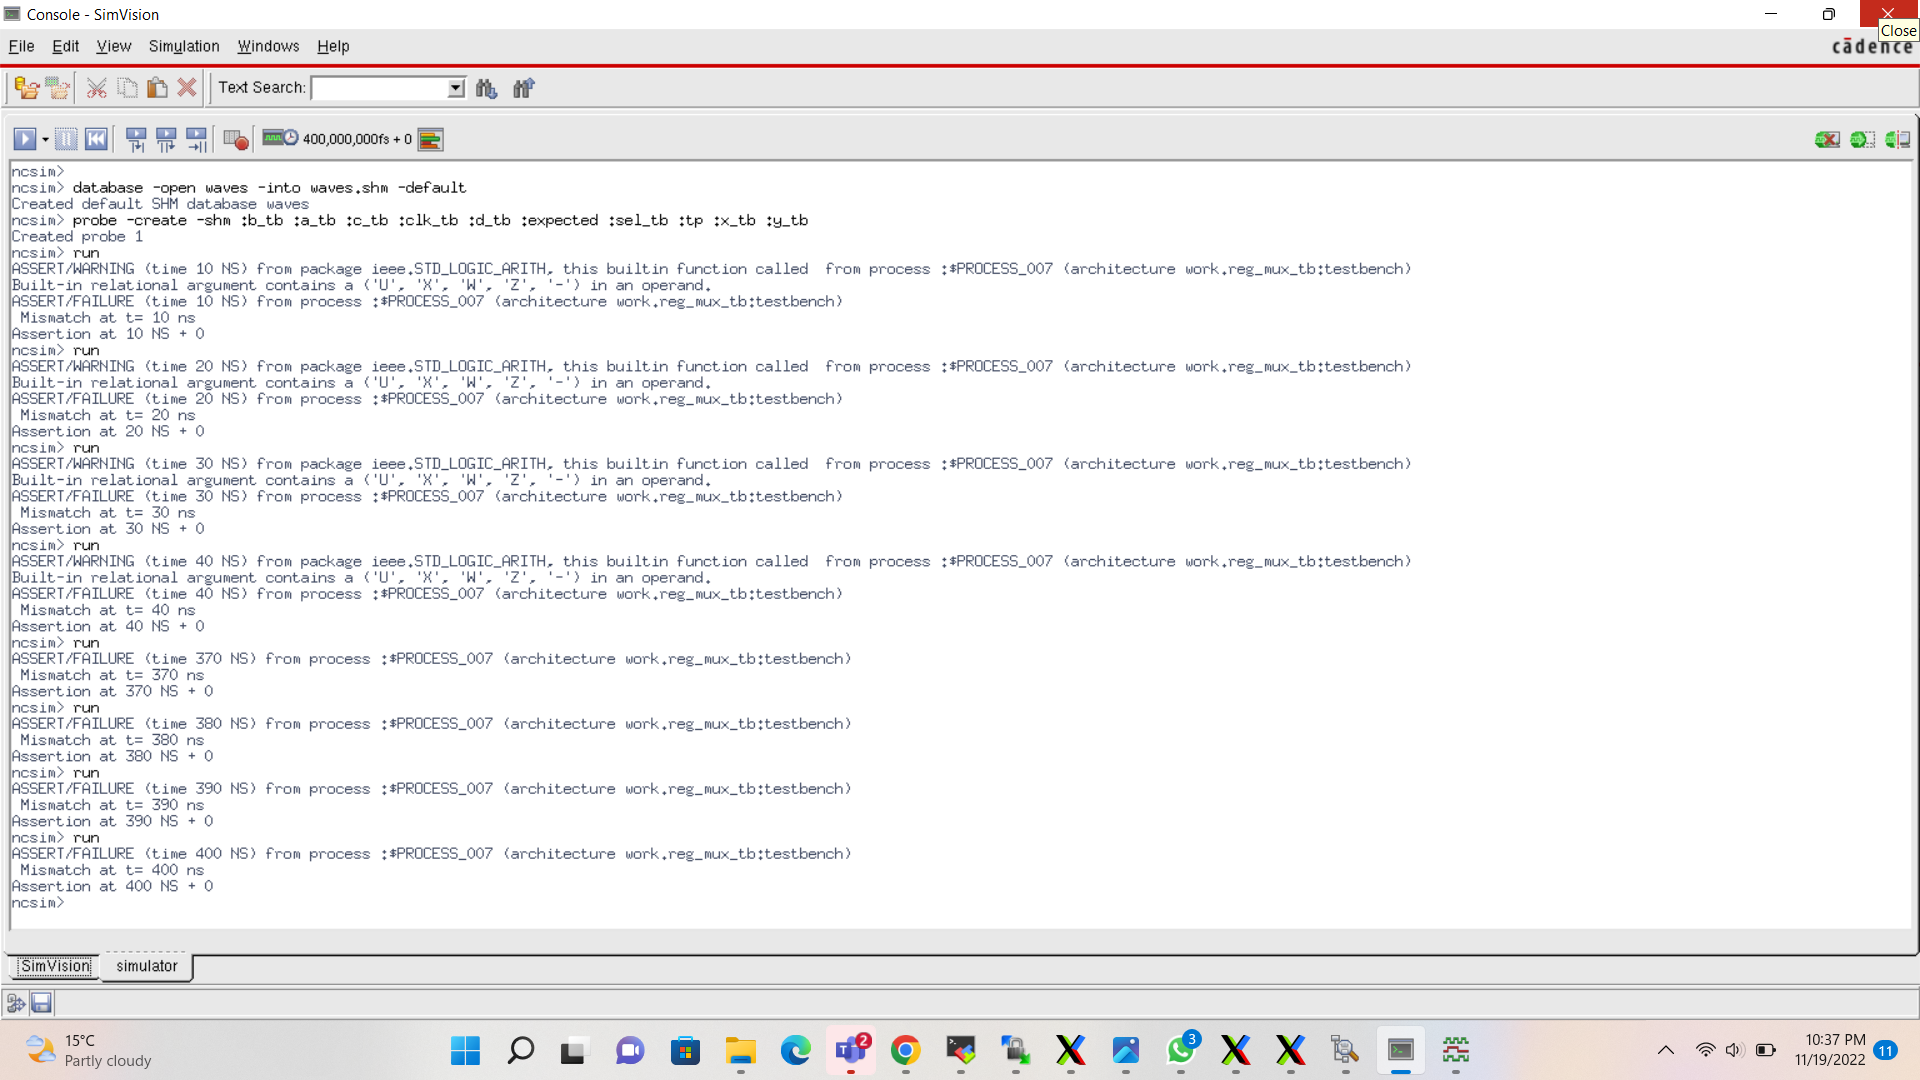 Console - SimVision
Close
File Edit View Simulation Windows Help
cādence
Text Search:
400,000,000fs + 0
ncsim>
ncsim> database -open waves -into waves.shm -default
Created default SHM database waves
ncsim> probe -create -shm :b_tb :a_tb :c_tb :clk_tb :d_tb :expected :sel_tb :tp :x_tb :y_tb
Created probe 1
ncsim> run
ASSERT/WARNING (time 10 NS) from package ieee.STD_LOGIC_ARITH, this builtin function called  from process :$PROCESS_007 (architecture work.reg_mux_tb:testbench)
Built-in relational argument contains a ('U', 'X', 'W', 'Z', '-') in an operand.
ASSERT/FAILURE (time 10 NS) from process :$PROCESS_007 (architecture work.reg_mux_tb:testbench)
Mismatch at t= 10 ns
Assertion at 10 NS + 0
ncsim> run
ASSERT/WARNING (time 20 NS) from package ieee.STD_LOGIC_ARITH, this builtin function called  from process :$PROCESS_007 (architecture work.reg_mux_tb:testbench)
Built-in relational argument contains a ('U', 'X', 'W', 'Z', '-') in an operand.
ASSERT/FAILURE (time 20 NS) from process :$PROCESS_007 (architecture work.reg_mux_tb:testbench)
Mismatch at t= 20 ns
Assertion at 20 NS + 0
ncsim> run
ASSERT/WARNING (time 30 NS) from package ieee.STD_LOGIC_ARITH, this builtin function called  from process :$PROCESS_007 (architecture work.reg_mux_tb:testbench)
Built-in relational argument contains a ('U', 'X', 'W', 'Z', '-') in an operand.
ASSERT/FAILURE (time 30 NS) from process :$PROCESS_007 (architecture work.reg_mux_tb:testbench)
Mismatch at t= 30 ns
Assertion at 30 NS + 0
ncsim> run
ASSERT/WARNING (time 40 NS) from package ieee.STD_LOGIC_ARITH, this builtin function called  from process :$PROCESS_007 (architecture work.reg_mux_tb:testbench)
Built-in relational argument contains a ('U', 'X', 'W', 'Z', '-') in an operand.
ASSERT/FAILURE (time 40 NS) from process :$PROCESS_007 (architecture work.reg_mux_tb:testbench)
Mismatch at t= 40 ns
Assertion at 40 NS + 0
ncsim> run
ASSERT/FAILURE (time 370 NS) from process :$PROCESS_007 (architecture work.reg_mux_tb:testbench)
Mismatch at t= 370 ns
Assertion at 370 NS + 0
ncsim> run
ASSERT/FAILURE (time 380 NS) from process :$PROCESS_007 (architecture work.reg_mux_tb:testbench)
Mismatch at t= 380 ns
Assertion at 380 NS + 0
ncsim> run
ASSERT/FAILURE (time 390 NS) from process :$PROCESS_007 (architecture work.reg_mux_tb:testbench)
Mismatch at t= 390 ns
Assertion at 390 NS + 0
ncsim> run
ASSERT/FAILURE (time 400 NS) from process :$PROCESS_007 (architecture work.reg_mux_tb:testbench)
Mismatch at t= 400 ns
Assertion at 400 NS + 0
ncsim>
SimVision simulator
15°C
Partly cloudy
2
3
10:37 PM
11/19/2022
11